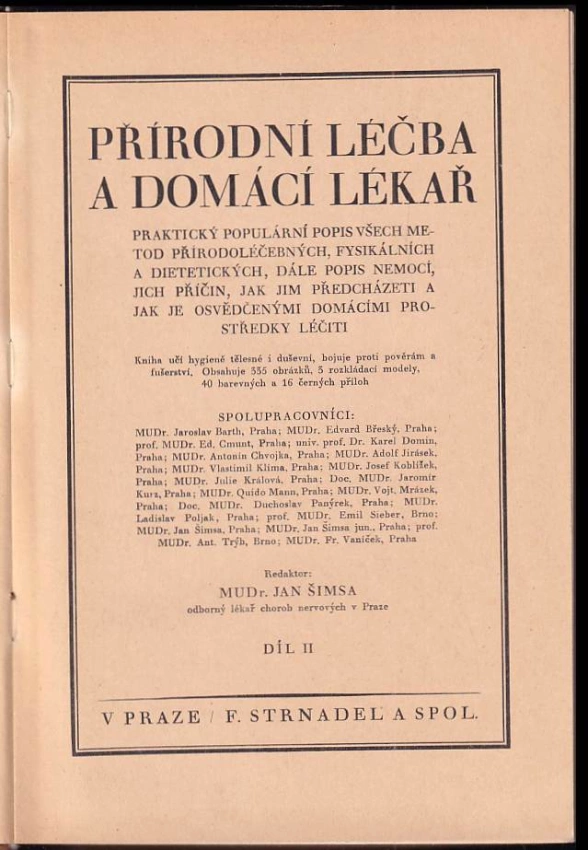 PŘÍRODNÍ LÉČBA
A DOMÁCÍ LÉKAŘ
PRAKTICKÝ POPULÁRNÍ POPIS VŠECH ME-
TOD PŘÍRODOLÉČEBNÝCH, FYSIKÁLNÍCH
A DIETETICKÝCH, DÁLE POPIS NEMOCÍ,
JICH PŘÍČIN, JAK JIM PŘEDCHÁZETI A
JAK JE OSVĚDČENÝMI DOMÁCÍMI PRO-
STŘEDKY LÉČITI
Kniha učí hygieně tělesné i duševní, bojuje proti pověrám a
fušerství. Obsahuje 555 obrázků, 5 rozkládací modely,
40 barevných a 16 černých příloh
SPOLUPRACOVNÍCI:
MUDr. Jaroslav Barth, Praha; MUDr. Edvard Břeský, Praha;
prof. MUDr. Ed. Cmunt, Praha; univ. prof. Dr. Karel Domin,
Praha; MUDr. Antonín Chvojka, Praha; MUDr. Adolf Jirásek,
Praha; MUDr. Vlastimil Klíma, Praha; MUDr. Josef Koblížek,
Praha; MUDr. Julie Králová, Praha; Doc. MUDr. Jaromír
Kurz, Praha; MUDr. Quido Mann, Praha; MUDr. Vojt. Mrázek,
Praha; Doc. MUDr. Duchoslav Panýrek, Praha; MUDr.
Ladislav Poljak, Praha; prof. MUDr. Emil Sieber, Brno;
MUDr. Jan Šimsa, Praha; MUDr. Jan Šimsa jun., Praha; prof.
MUDr. Ant. Trýb, Brno; MUDr. Fr. Vaníček, Praha
Redaktor:
MUDr. JAN ŠIMSA
odborný lékař chorob nervových v Praze
DÍL II
V PRAZE / F. STRNADEL A SPOL.